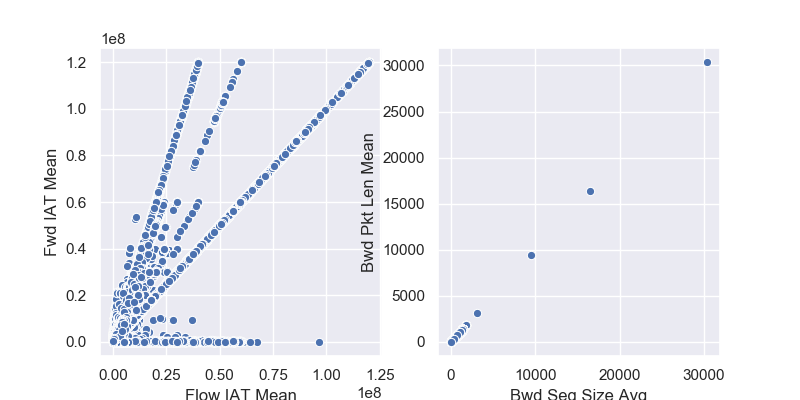 1e8
1.2
1.0
0.8
0.6
0.4
0.2
0.0
Fwd IAT Mean
0.00 0.25 0.50 0.75 1.00 1.25
Flow IAT Mean
1e8
30000
25000
20000
15000
10000
5000
0
Bwd Pkt Len Mean
0 10000 20000 30000
Bwd Seg Size Avg